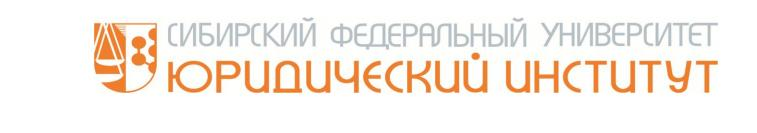 СИБИРСКИЙ ФЕДЕРАЛЬНЫЙ УНИВЕРСИТЕТ
ЮРИДИЧЕСКИЙ ИНСТИТУТ